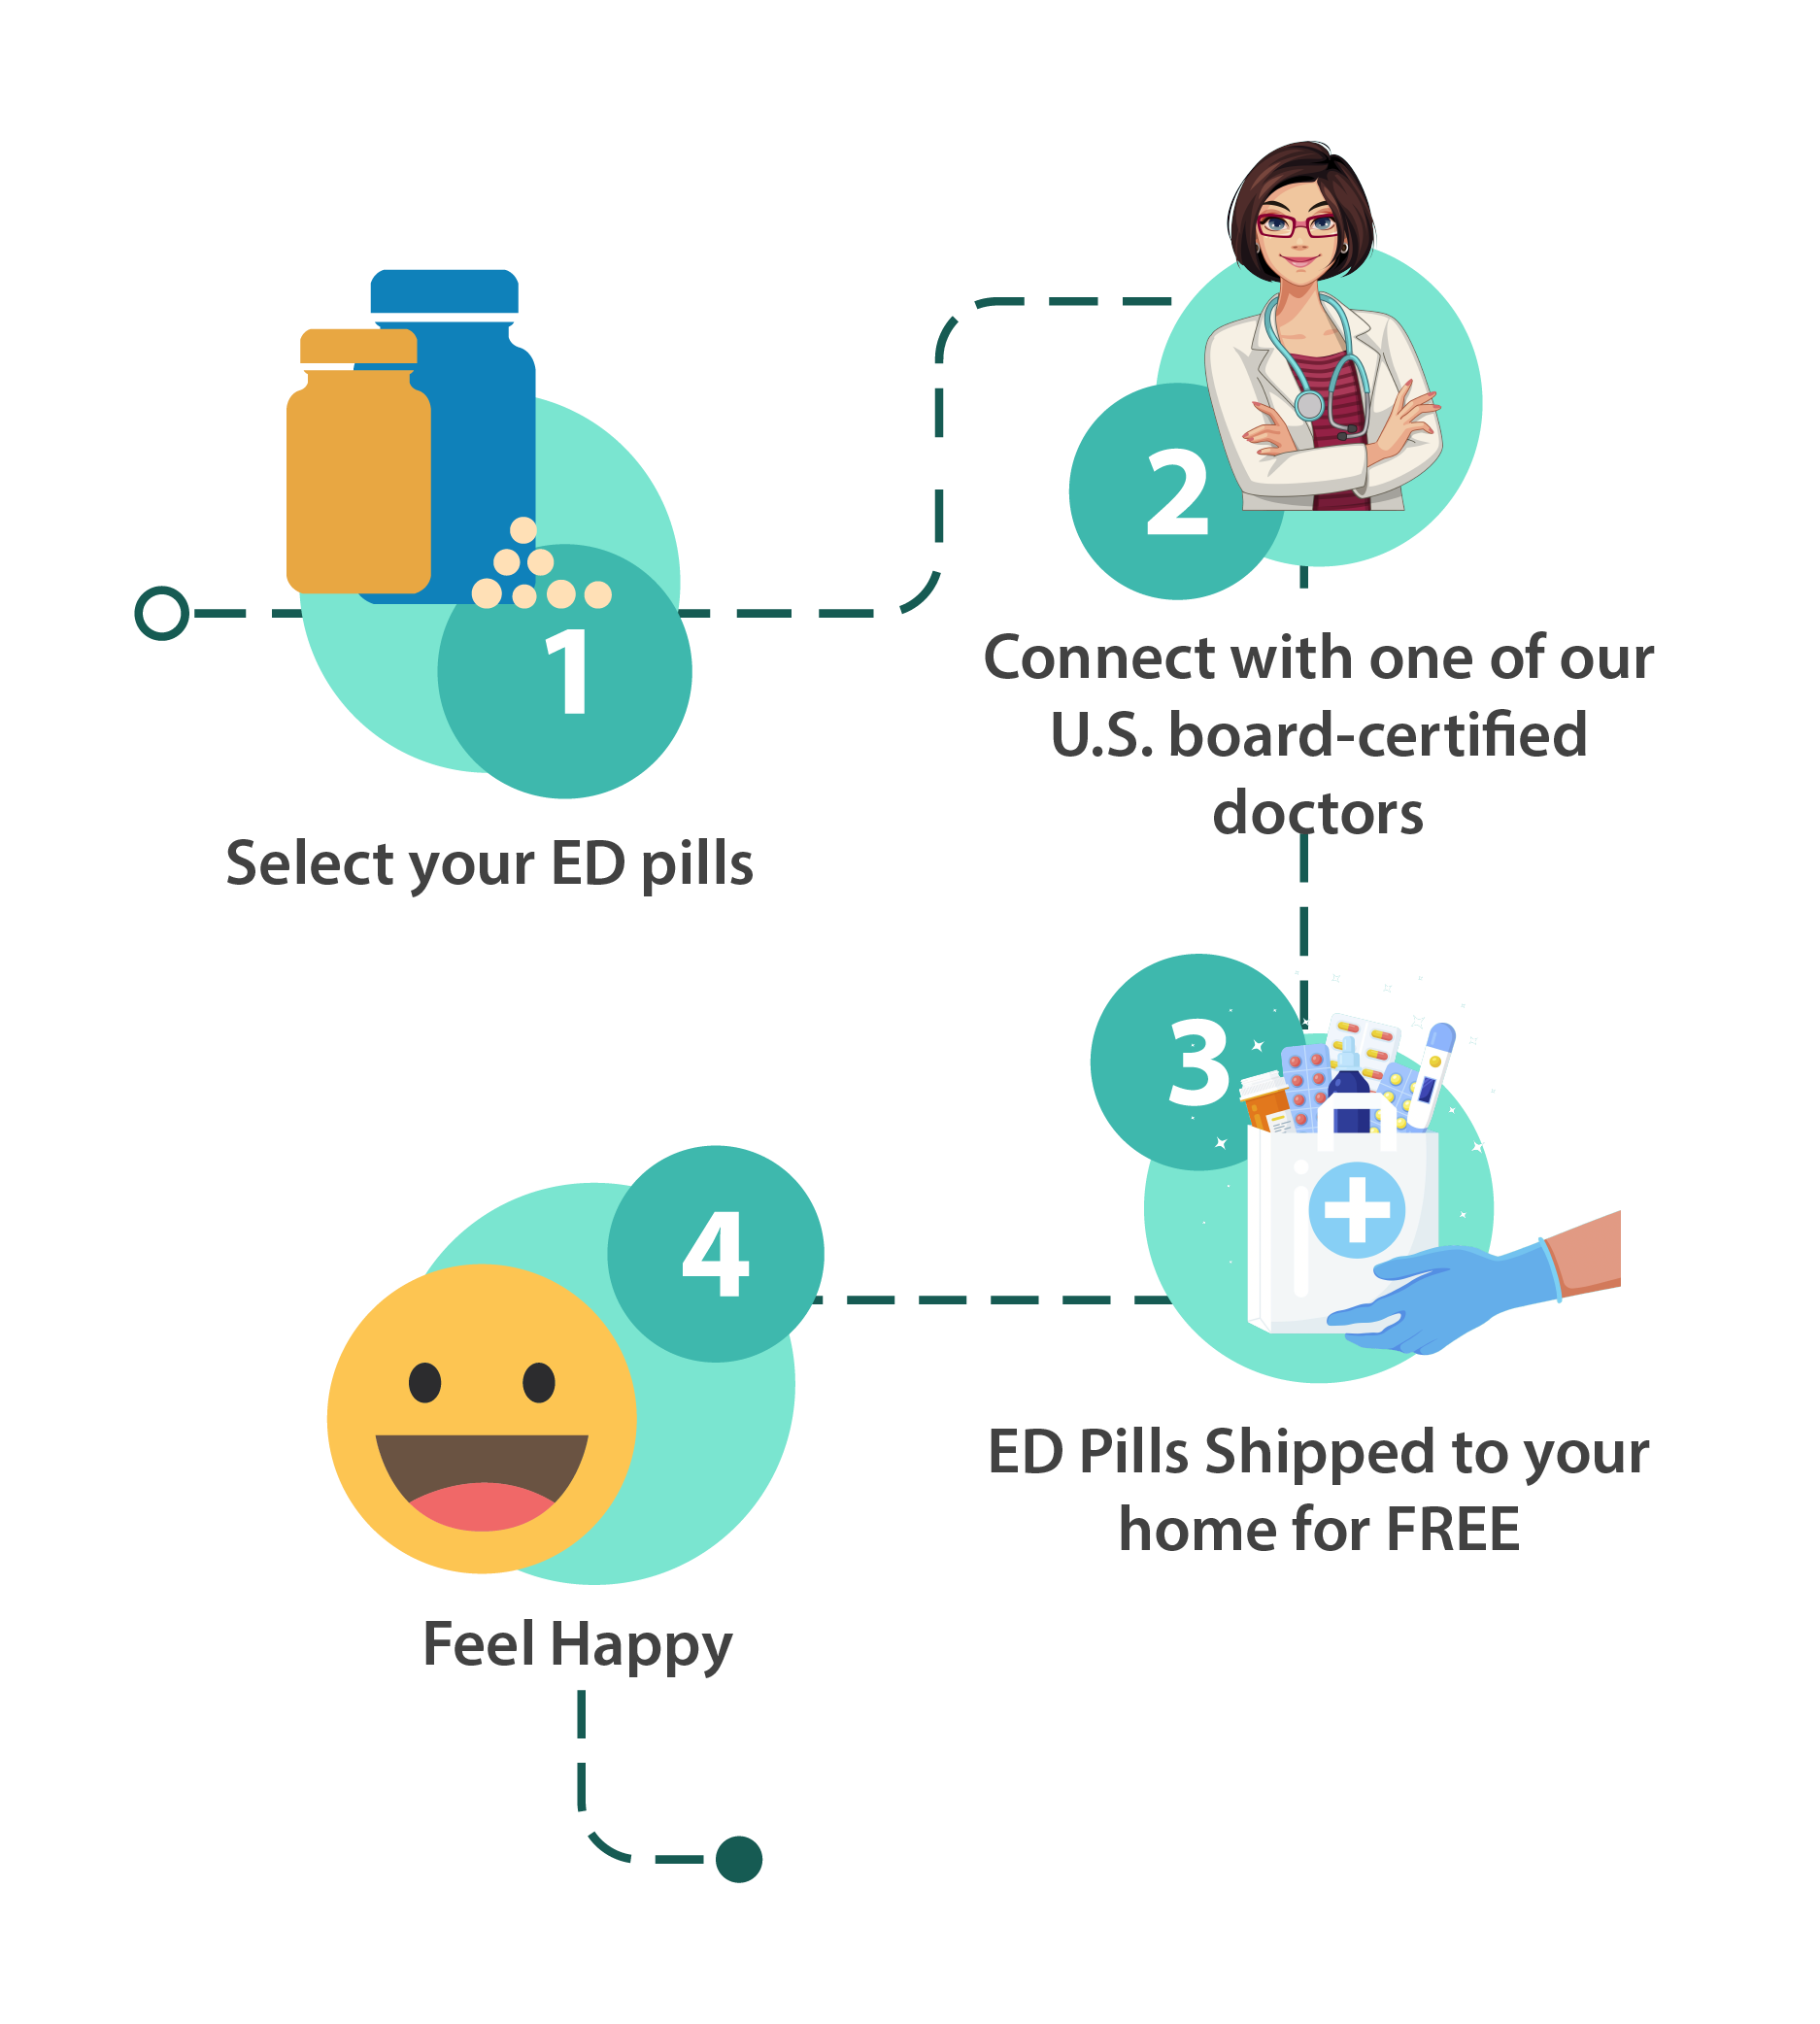 1
Select your ED pills
2
Connect with one of our
U.S. board-certified
doctors
3
ED Pills Shipped to your
home for FREE
4
Feel Happy